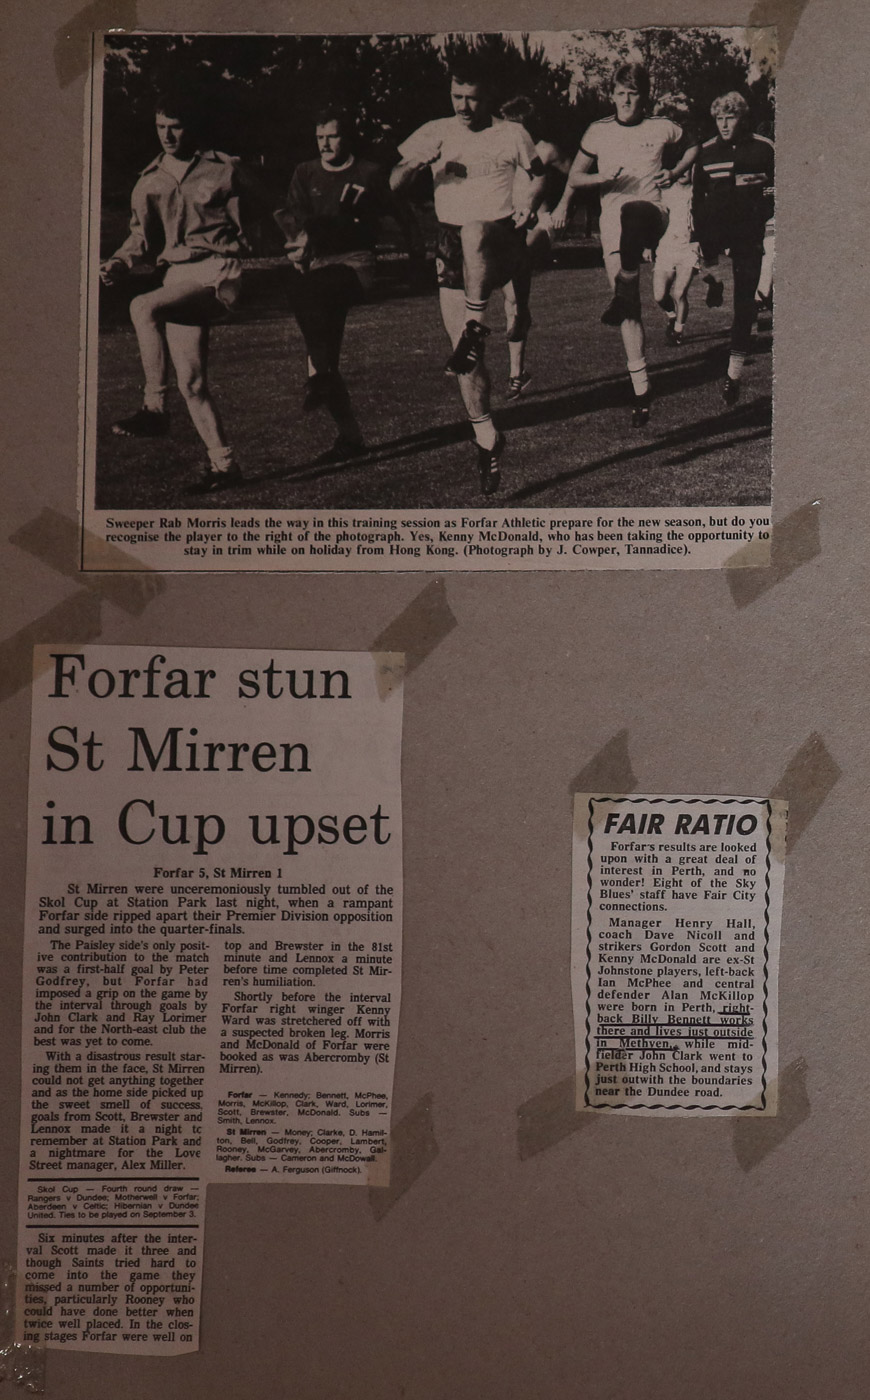 17
Sweeper Rab Morris leads the way in this training session as Forfar Athletic prepare for the new season, but do you
recognise the player to the right of the photograph. Yes, Kenny McDonald, who has been taking the opportunity to
stay in trim while on holiday from Hong Kong. (Photograph by J. Cowper, Tannadice).
Forfar stun
St Mirren
in Cup upset
Forfar 5, St Mirren 1
St Mirren were unceremoniously tumbled out of the
Skol Cup at Station Park last night, when a rampant
Forfar side ripped apart their Premier Division opposition
and surged into the quarter-finals.
The Paisley side's only posit-
ive contribution to the match
was a first-half goal by Peter
Godfrey, but Forfar had
imposed a grip on the game by
the interval through goals by
John Clark and Ray Lorimer
and for the North-east club the
best was yet to come.
With a disastrous result star-
ing them in the face, St Mirren
could not get anything together
and as the home side picked up
the sweet smell of success,
goals from Scott, Brewster and
Lennox made it a night tc
remember at Station Park and
a nightmare for the Love
Street manager, Alex Miller.
Skol Cup — Fourth round draw —
Rangers v Dundee; Motherwell v Forfar;
Aberdeen v Celtic; Hibernian v Dundee
United. Ties to be played on September 3.
Six minutes after the inter-
val Scott made it three and
though Saints tried hard to
come into the game they
missed a number of opportuni-
ties, particularly Rooney who
could have done better when
twice well placed. In the clos-
ing stages Forfar were well on
top and Brewster in the 81st
minute and Lennox a minute
before time completed St Mir-
ren's humiliation.
Shortly before the interval
Forfar right winger Kenny
Ward was stretchered off with
a suspected broken leg. Morris
and McDonald of Forfar were
booked as was Abercromby (St
Mirren).
Forfar — Kennedy; Bennett, McPhee,
Morris, McKillop, Clark, Ward, Lorimer,
Scott, Brewster, McDonald. Subs —
Smith, Lennox.
St Mirren — Money; Clarke, D. Hamil-
ton, Bell, Godfrey, Cooper, Lambert,
Rooney, McGarvey, Abercromby, Gal-
lagher. Subs — Cameron and McDowall.
Referee — A. Ferguson (Giffnock).
FAIR RATIO
Forfar's results are looked
upon with a great deal of
interest in Perth, and no
wonder! Eight of the Sky
Blues' staff have Fair City
connections.
Manager Henry Hall,
coach Dave Nicoll and
strikers Gordon Scott and
Kenny McDonald are ex-St
Johnstone players, left-back
Ian McPhee and central
defender Alan McKillop
were born in Perth, right-
back Billy Bennett works
there and lives just outside
in Methven, while mid-
fielder John Clark went to
Perth High School, and stays
just outwith the boundaries
near the Dundee road.